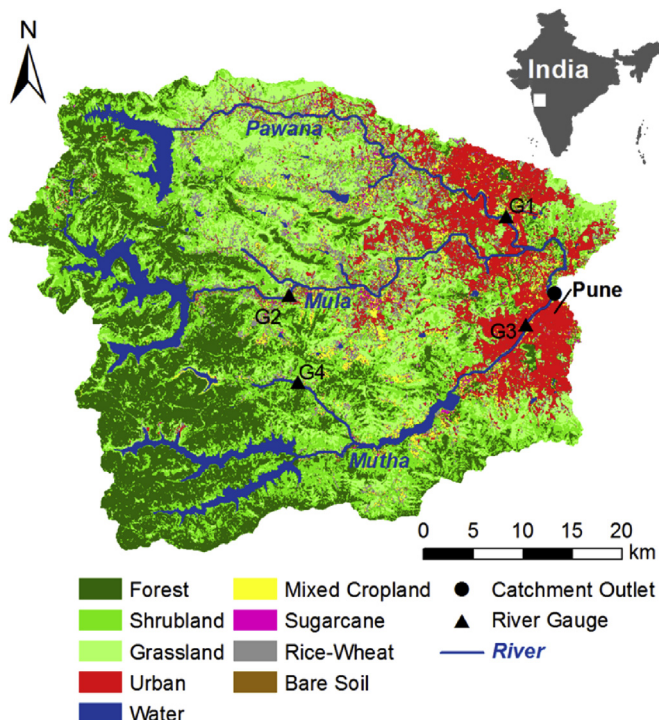 N
India
Pawana
G1
Pune
Mula
G2
G3
G4
Mutha
0 5 10 15 20
km
Forest
Shrubland
Grassland
Urban
Water
Mixed Cropland
Sugarcane
Rice-Wheat
Bare Soil
Catchment Outlet
River Gauge
River